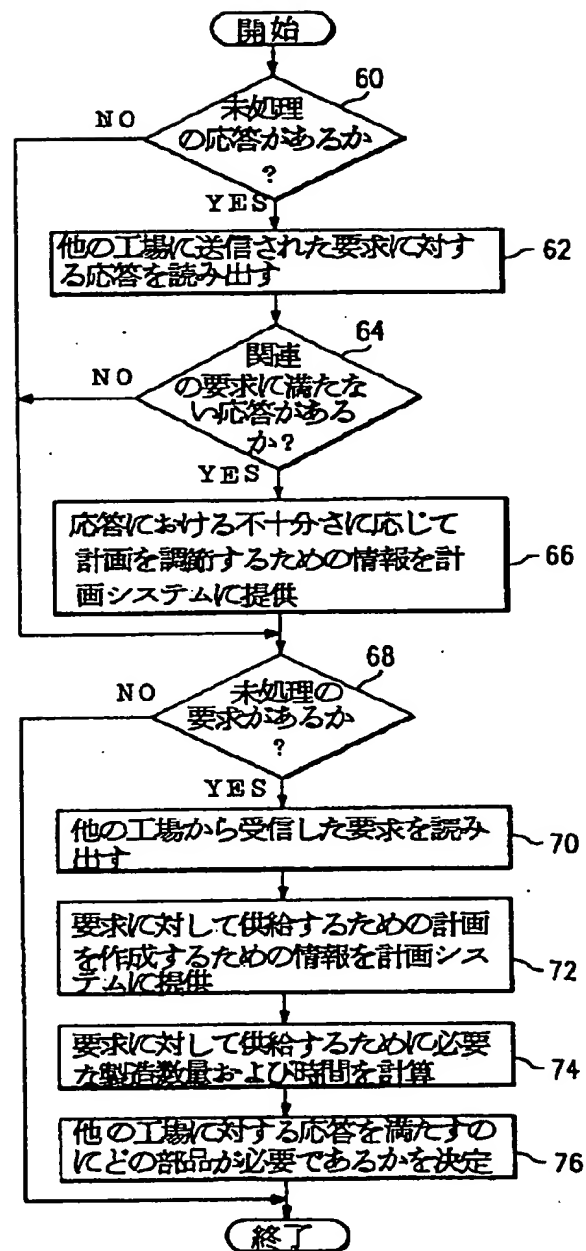 開始
60
未処理
の応答があるか
?
NO
YES
他の工場に送信された要求に対す
る応答を読み出す
62
64
関連
の要求に満たな
い応答がある
か?
NO
YES
応答における不十分さに応じて
計画を調節するための情報を計
画システムに提供
66
68
未処理の
要求があるか
?
NO
YES
他の工場から受信した要求を読み
出す
70
要求に対して供給するための計画
を作成するための情報を計画シス
テムに提供
72
要求に対して供給するために必要
な製造数量および時間を計算
74
他の工場に対する応答を満たすの
にどの部品が必要であるかを決定
76
終了